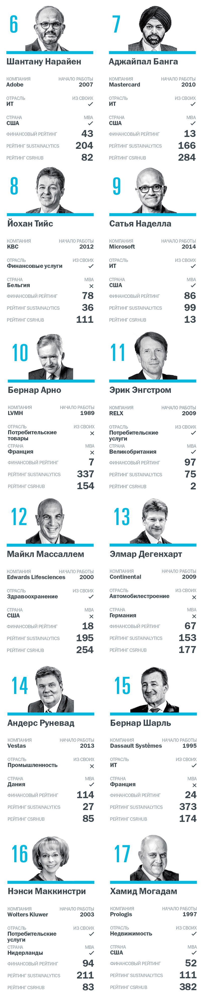 6
Шантану Нарайен
КОМПАНИЯ НАЧАЛО РАБОТЫ
Adobe 2007
ОТРАСЛЬ ИЗ СВОИХ
ИТ ✓
СТРАНА MBA
США ✓
ФИНАНСОВЫЙ РЕЙТИНГ 43
РЕЙТИНГ SUSTAINALYTICS 204
РЕЙТИНГ CSRHUB 82
7
Аджайпал Банга
КОМПАНИЯ НАЧАЛО РАБОТЫ
Mastercard 2010
ОТРАСЛЬ ИЗ СВОИХ
ИТ ✓
СТРАНА MBA
США ✓
ФИНАНСОВЫЙ РЕЙТИНГ 13
РЕЙТИНГ SUSTAINALYTICS 166
РЕЙТИНГ CSRHUB 284
8
Йохан Тийс
КОМПАНИЯ НАЧАЛО РАБОТЫ
KBC 2012
ОТРАСЛЬ ИЗ СВОИХ
Финансовые услуги ✓
СТРАНА MBA
Бельгия ✕
ФИНАНСОВЫЙ РЕЙТИНГ 78
РЕЙТИНГ SUSTAINALYTICS 36
РЕЙТИНГ CSRHUB 111
9
Сатья Наделла
КОМПАНИЯ НАЧАЛО РАБОТЫ
Microsoft 2014
ОТРАСЛЬ ИЗ СВОИХ
ИТ ✓
СТРАНА MBA
США ✓
ФИНАНСОВЫЙ РЕЙТИНГ 86
РЕЙТИНГ SUSTAINALYTICS 99
РЕЙТИНГ CSRHUB 13
10
Бернар Арно
КОМПАНИЯ НАЧАЛО РАБОТЫ
LVMH 1989
ОТРАСЛЬ ИЗ СВОИХ
Потребительские ✕
товары
СТРАНА MBA
Франция ✕
ФИНАНСОВЫЙ РЕЙТИНГ 7
РЕЙТИНГ SUSTAINALYTICS 337
РЕЙТИНГ CSRHUB 154
11
Эрик Энгстром
КОМПАНИЯ НАЧАЛО РАБОТЫ
RELX 2009
ОТРАСЛЬ ИЗ СВОИХ
Потребительские ✓
услуги
СТРАНА MBA
Великобритания ✓
ФИНАНСОВЫЙ РЕЙТИНГ 97
РЕЙТИНГ SUSTAINALYTICS 75
РЕЙТИНГ CSRHUB 2
12
Майкл Массаллем
КОМПАНИЯ НАЧАЛО РАБОТЫ
Edwards Lifesciences 2000
ОТРАСЛЬ ИЗ СВОИХ
Здравоохранение ✓
СТРАНА MBA
США ✕
ФИНАНСОВЫЙ РЕЙТИНГ 18
РЕЙТИНГ SUSTAINALYTICS 195
РЕЙТИНГ CSRHUB 254
13
Элмар Дегенхарт
КОМПАНИЯ НАЧАЛО РАБОТЫ
Continental 2009
ОТРАСЛЬ ИЗ СВОИХ
Автомобилестроение ✕
СТРАНА MBA
Германия ✕
ФИНАНСОВЫЙ РЕЙТИНГ 67
РЕЙТИНГ SUSTAINALYTICS 153
РЕЙТИНГ CSRHUB 177
14
Андерс Руневад
КОМПАНИЯ НАЧАЛО РАБОТЫ
Vestas 2013
ОТРАСЛЬ ИЗ СВОИХ
Промышленность ✕
СТРАНА MBA
Дания ✓
ФИНАНСОВЫЙ РЕЙТИНГ 114
РЕЙТИНГ SUSTAINALYTICS 27
РЕЙТИНГ CSRHUB 85
15
Бернар Шарль
КОМПАНИЯ НАЧАЛО РАБОТЫ
Dassault Systèmes 1995
ОТРАСЛЬ ИЗ СВОИХ
ИТ ✓
СТРАНА MBA
Франция ✕
ФИНАНСОВЫЙ РЕЙТИНГ 24
РЕЙТИНГ SUSTAINALYTICS 373
РЕЙТИНГ CSRHUB 174
16
Нэнси Маккинстри
КОМПАНИЯ НАЧАЛО РАБОТЫ
Wolters Kluwer 2003
ОТРАСЛЬ ИЗ СВОИХ
Потребительские ✓
услуги
СТРАНА MBA
Нидерланды ✓
ФИНАНСОВЫЙ РЕЙТИНГ 94
РЕЙТИНГ SUSTAINALYTICS 211
РЕЙТИНГ CSRHUB 83
17
Хамид Могадам
КОМПАНИЯ НАЧАЛО РАБОТЫ
Prologis 1997
ОТРАСЛЬ ИЗ СВОИХ
Недвижимость ✓
СТРАНА MBA
США ✓
ФИНАНСОВЫЙ РЕЙТИНГ 52
РЕЙТИНГ SUSTAINALYTICS 111
РЕЙТИНГ CSRHUB 382